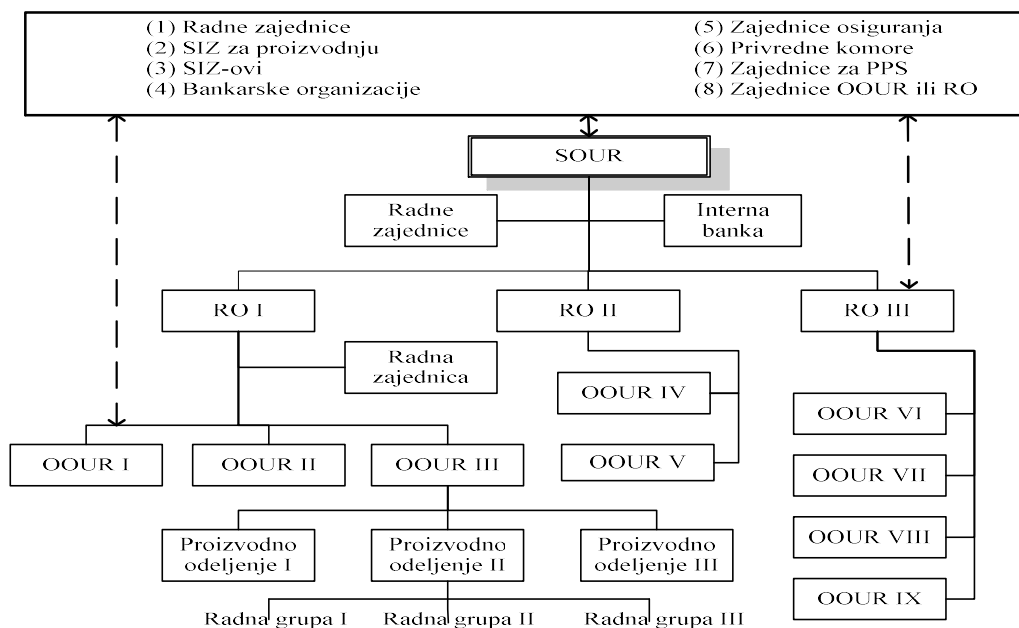 (1) Radne zajednice
(2) SIZ za proizvodnju
(3) SIZ-ovi
(4) Bankarske organizacije
(5) Zajednice osiguranja
(6) Privredne komore
(7) Zajednice za PPS
(8) Zajednice OOUR ili RO
SOUR
Radne
zajednice
Interna
banka
RO I
RO II
RO III
Radna
zajednica
OOUR I
OOUR II
OOUR III
OOUR IV
OOUR V
OOUR VI
OOUR VII
OOUR VIII
OOUR IX
Proizvodno
odeljenje I
Proizvodno
odeljenje II
Proizvodno
odeljenje III
Radna grupa I
Radna grupa II
Radna grupa III